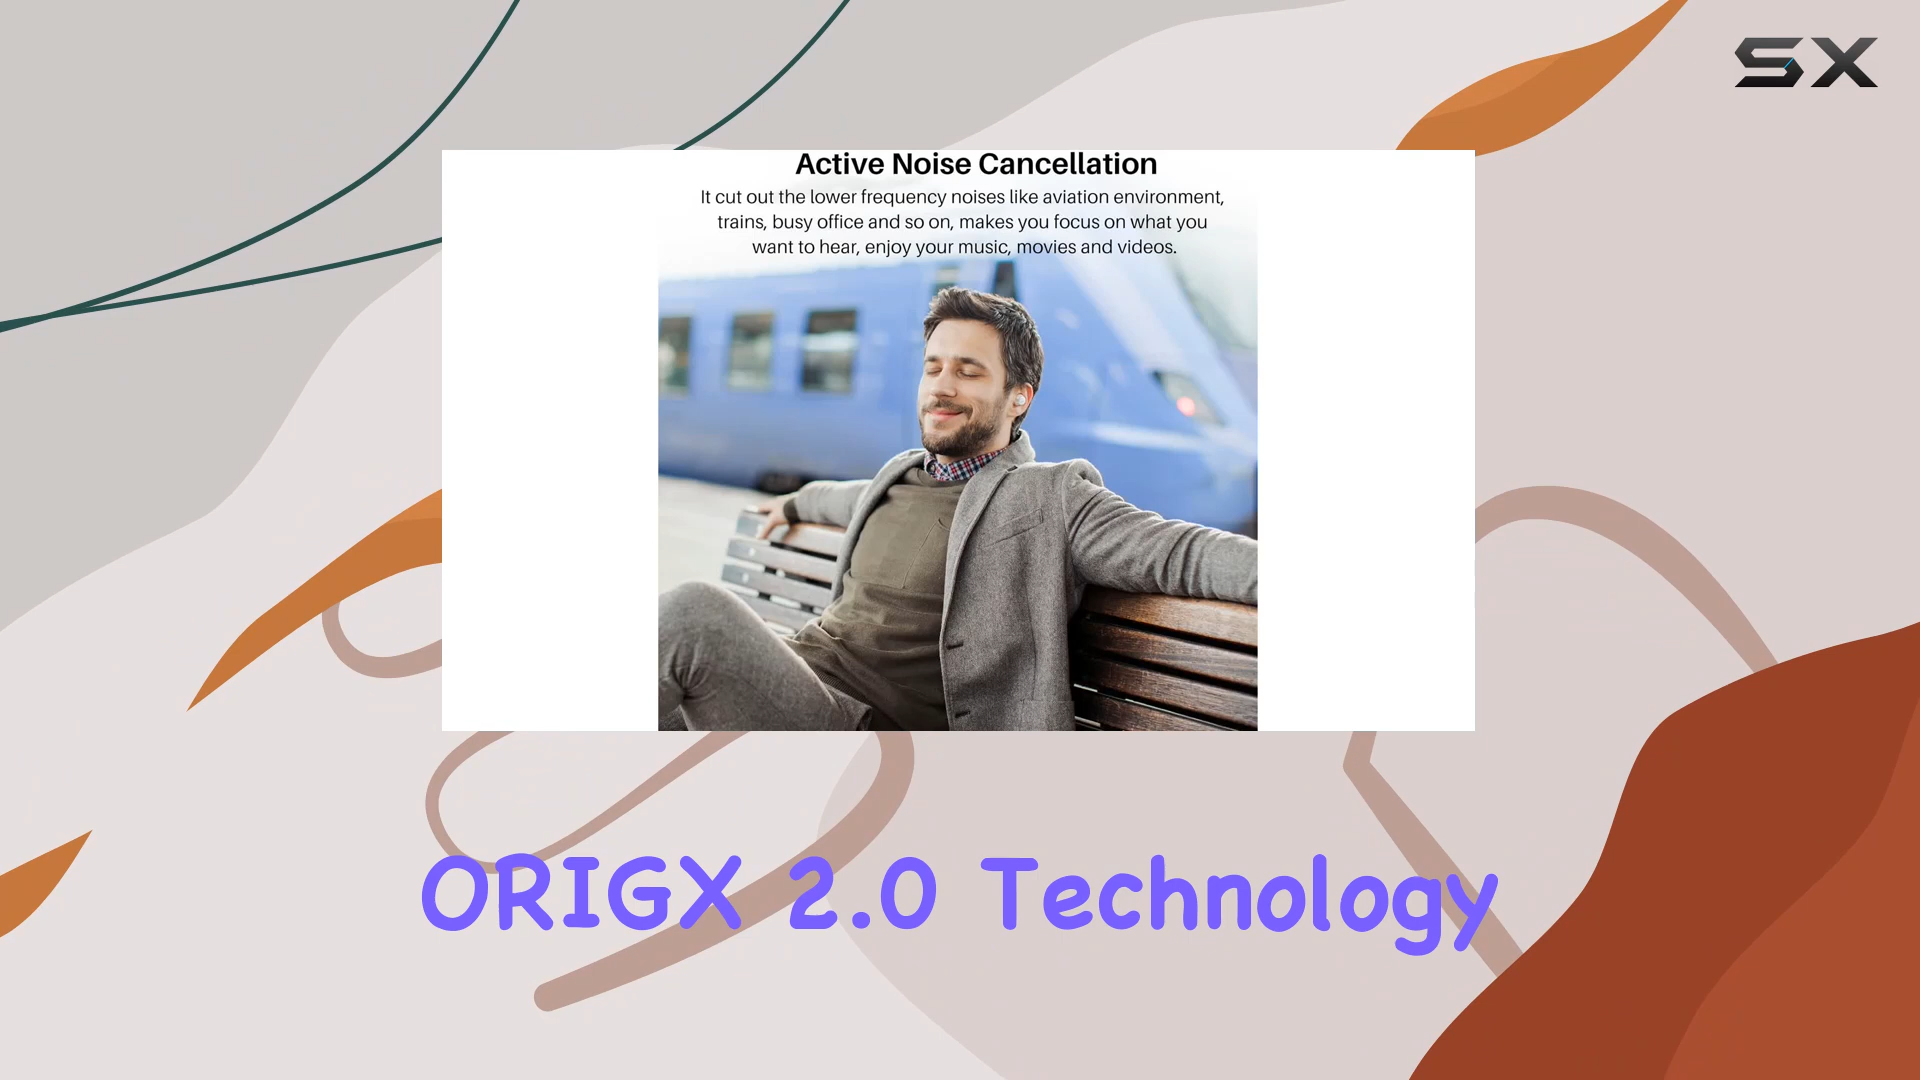 SX
Active Noise Cancellation
It cut out the lower frequency noises like aviation environment,
trains, busy office and so on, makes you focus on what you
want to hear, enjoy your music, movies and videos.
ORIGX 2.0 Technology